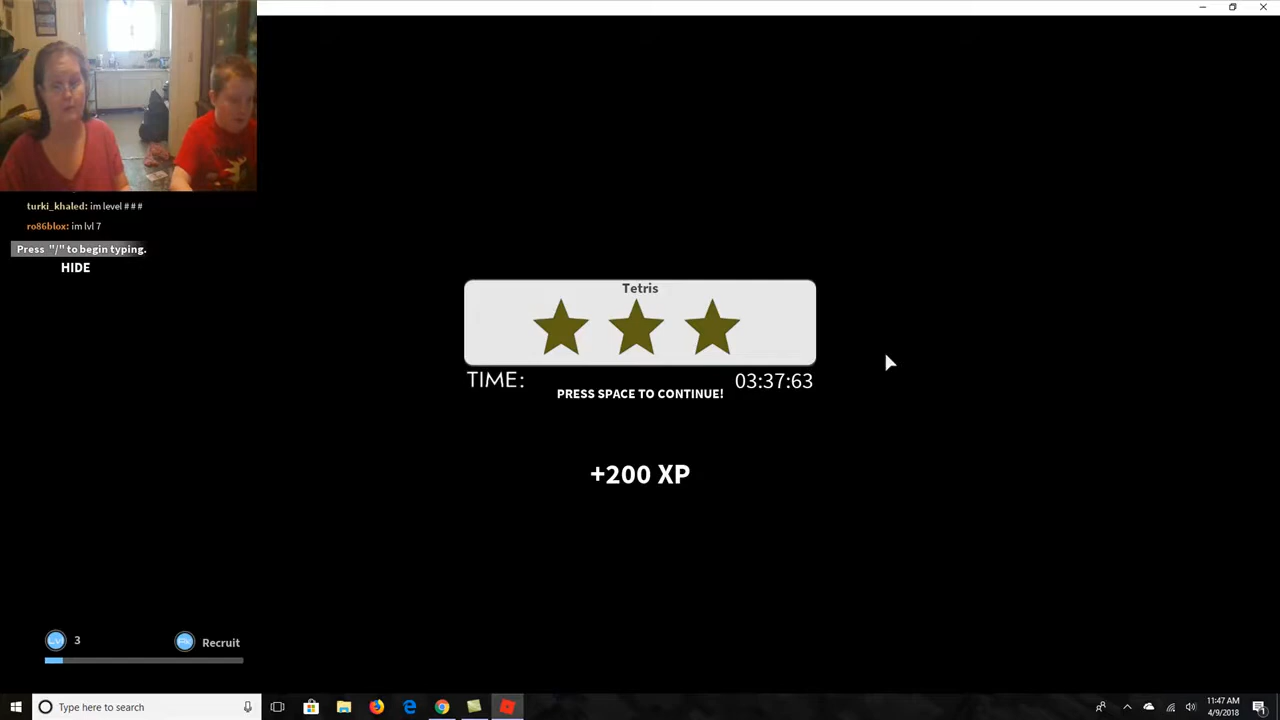 turki_khaled: im level # # #
ro86blox: im lvl 7
Press "/" to begin typing.
HIDE
Tetris
TIME: 03:37:63
PRESS SPACE TO CONTINUE!
+200 XP
3
Recruit
Type here to search
11:47 AM
4/9/2018